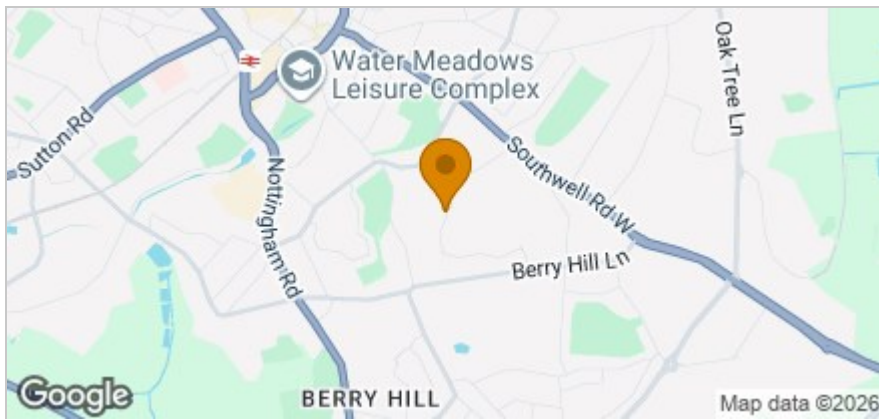 Water Meadows
Leisure Complex
Oak Tree Ln
Sutton Rd
Southwell Rd W
Nottingham Rd
Berry Hill Ln
BERRY HILL
Google
Map data ©2026